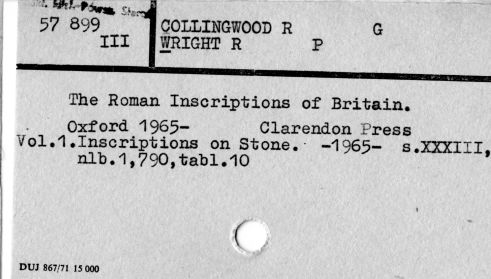 57 899
III
COLLINGWOOD R G
WRIGHT R P
The Roman Inscriptions of Britain.
Oxford 1965- Clarendon Press
Vol.1.Inscriptions on Stone. -1965- s.XXXIII,
nlb.1,790,tabl.10
DUJ 867/71 15 000